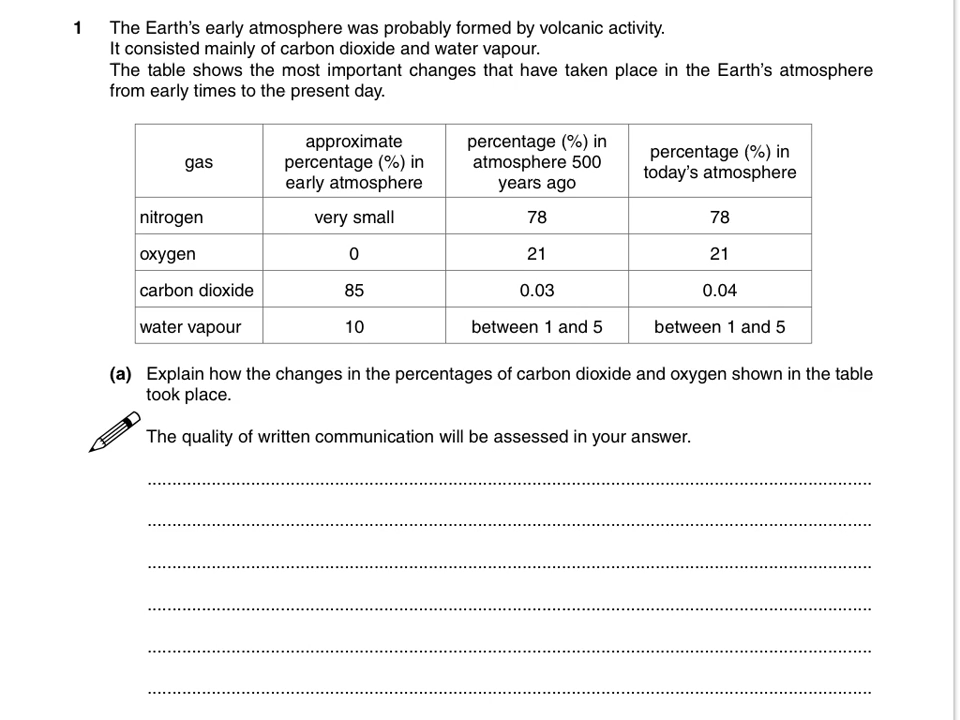 1 The Earth's early atmosphere was probably formed by volcanic activity.
It consisted mainly of carbon dioxide and water vapour.
The table shows the most important changes that have taken place in the Earth's atmosphere
from early times to the present day.
gas
approximate
percentage (%) in
early atmosphere
percentage (%) in
atmosphere 500
years ago
percentage (%) in
today's atmosphere
nitrogen very small 78 78
oxygen 0 21 21
carbon dioxide 85 0.03 0.04
water vapour 10 between 1 and 5 between 1 and 5
(a) Explain how the changes in the percentages of carbon dioxide and oxygen shown in the table
took place.
The quality of written communication will be assessed in your answer.